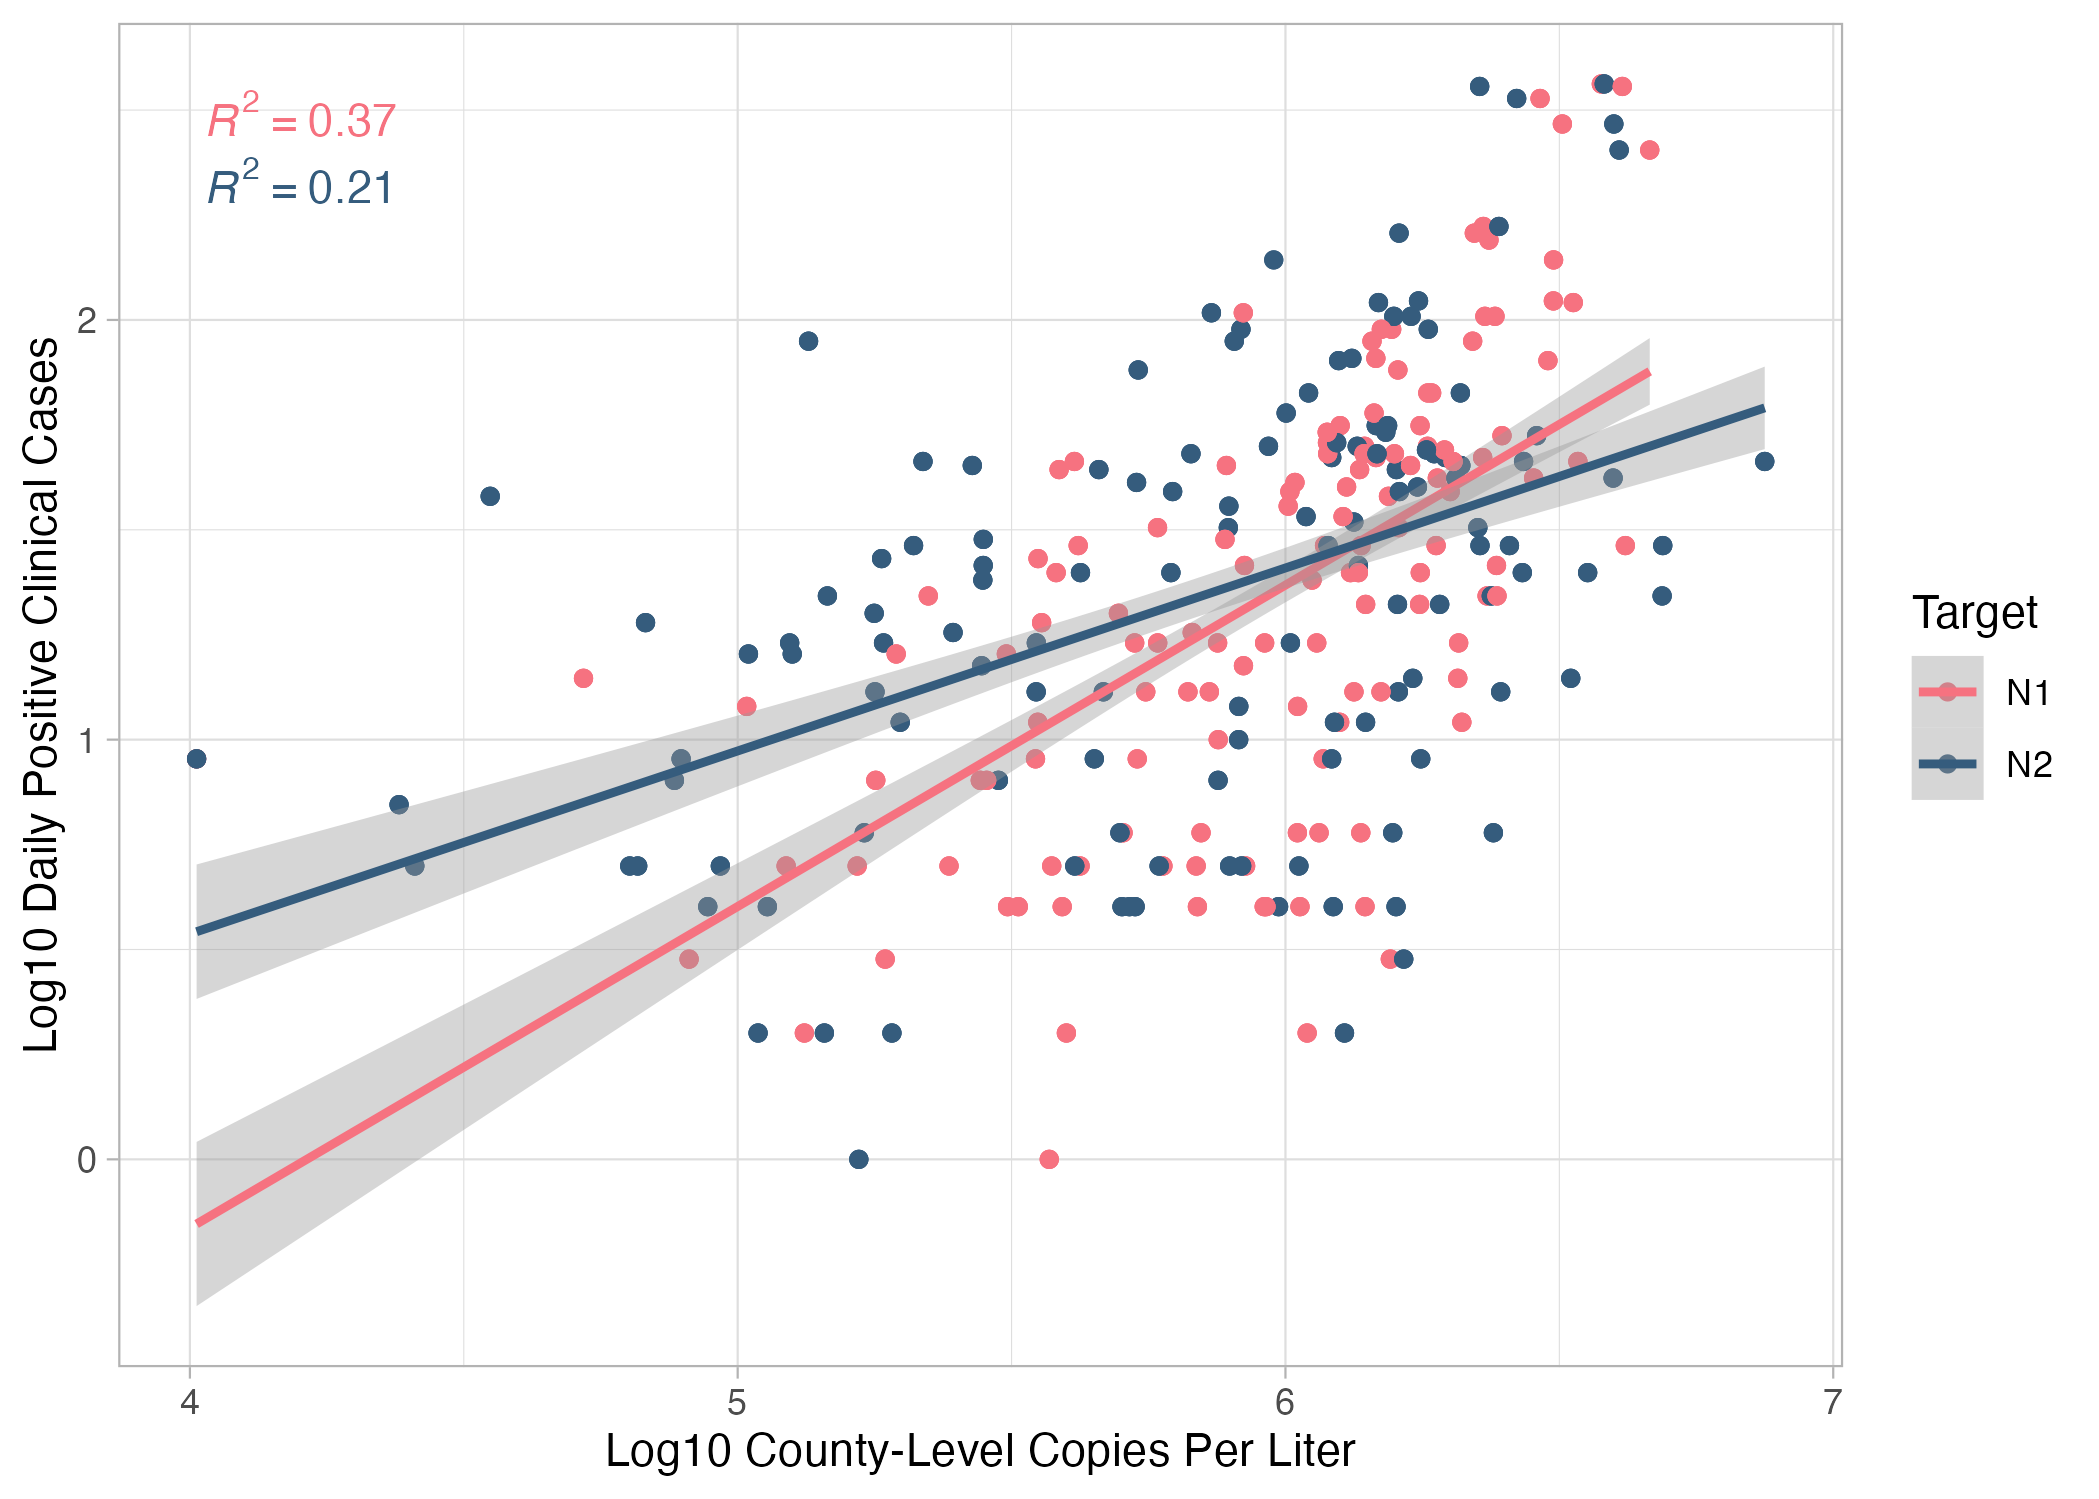 R² = 0.37
R² = 0.21
Log10 Daily Positive Clinical Cases
2
1
0
4 5 6 7
Log10 County-Level Copies Per Liter
Target
N1
N2